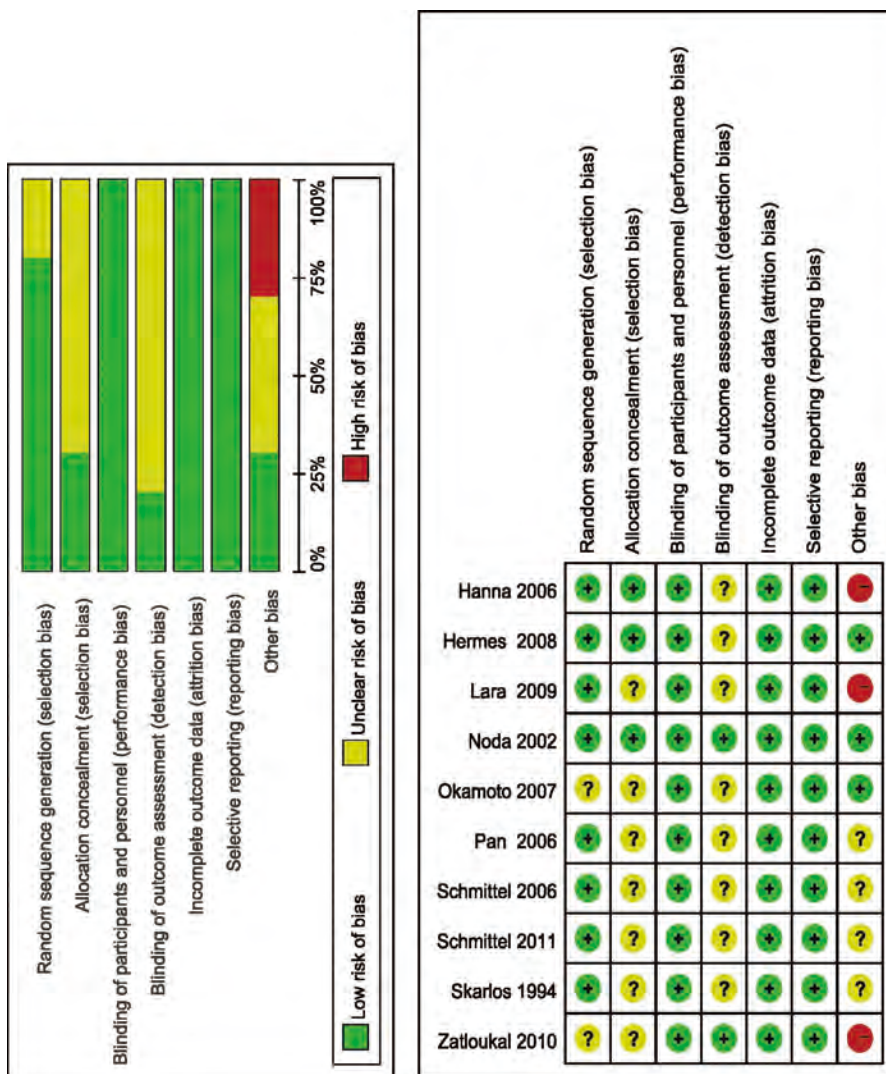 Random sequence generation (selection bias)
Allocation concealment (selection bias)
Blinding of participants and personnel (performance bias)
Blinding of outcome assessment (detection bias)
Incomplete outcome data (attrition bias)
Selective reporting (reporting bias)
Other bias
0%
25%
50%
75%
100%
Low risk of bias
Unclear risk of bias
High risk of bias
Random sequence generation (selection bias)
Allocation concealment (selection bias)
Blinding of participants and personnel (performance bias)
Blinding of outcome assessment (detection bias)
Incomplete outcome data (attrition bias)
Selective reporting (reporting bias)
Other bias
Hanna 2006 + + + ? + + -
Hermes 2008 + + + ? + + +
Lara 2009 + ? + ? + + -
Noda 2002 + + + + + + +
Okamoto 2007 ? ? + ? + + +
Pan 2006 + ? + ? + + ?
Schmittel 2006 + ? + ? + + ?
Schmittel 2011 + ? + ? + + ?
Skarlos 1994 + ? + ? + + ?
Zatloukal 2010 ? ? + + + + -